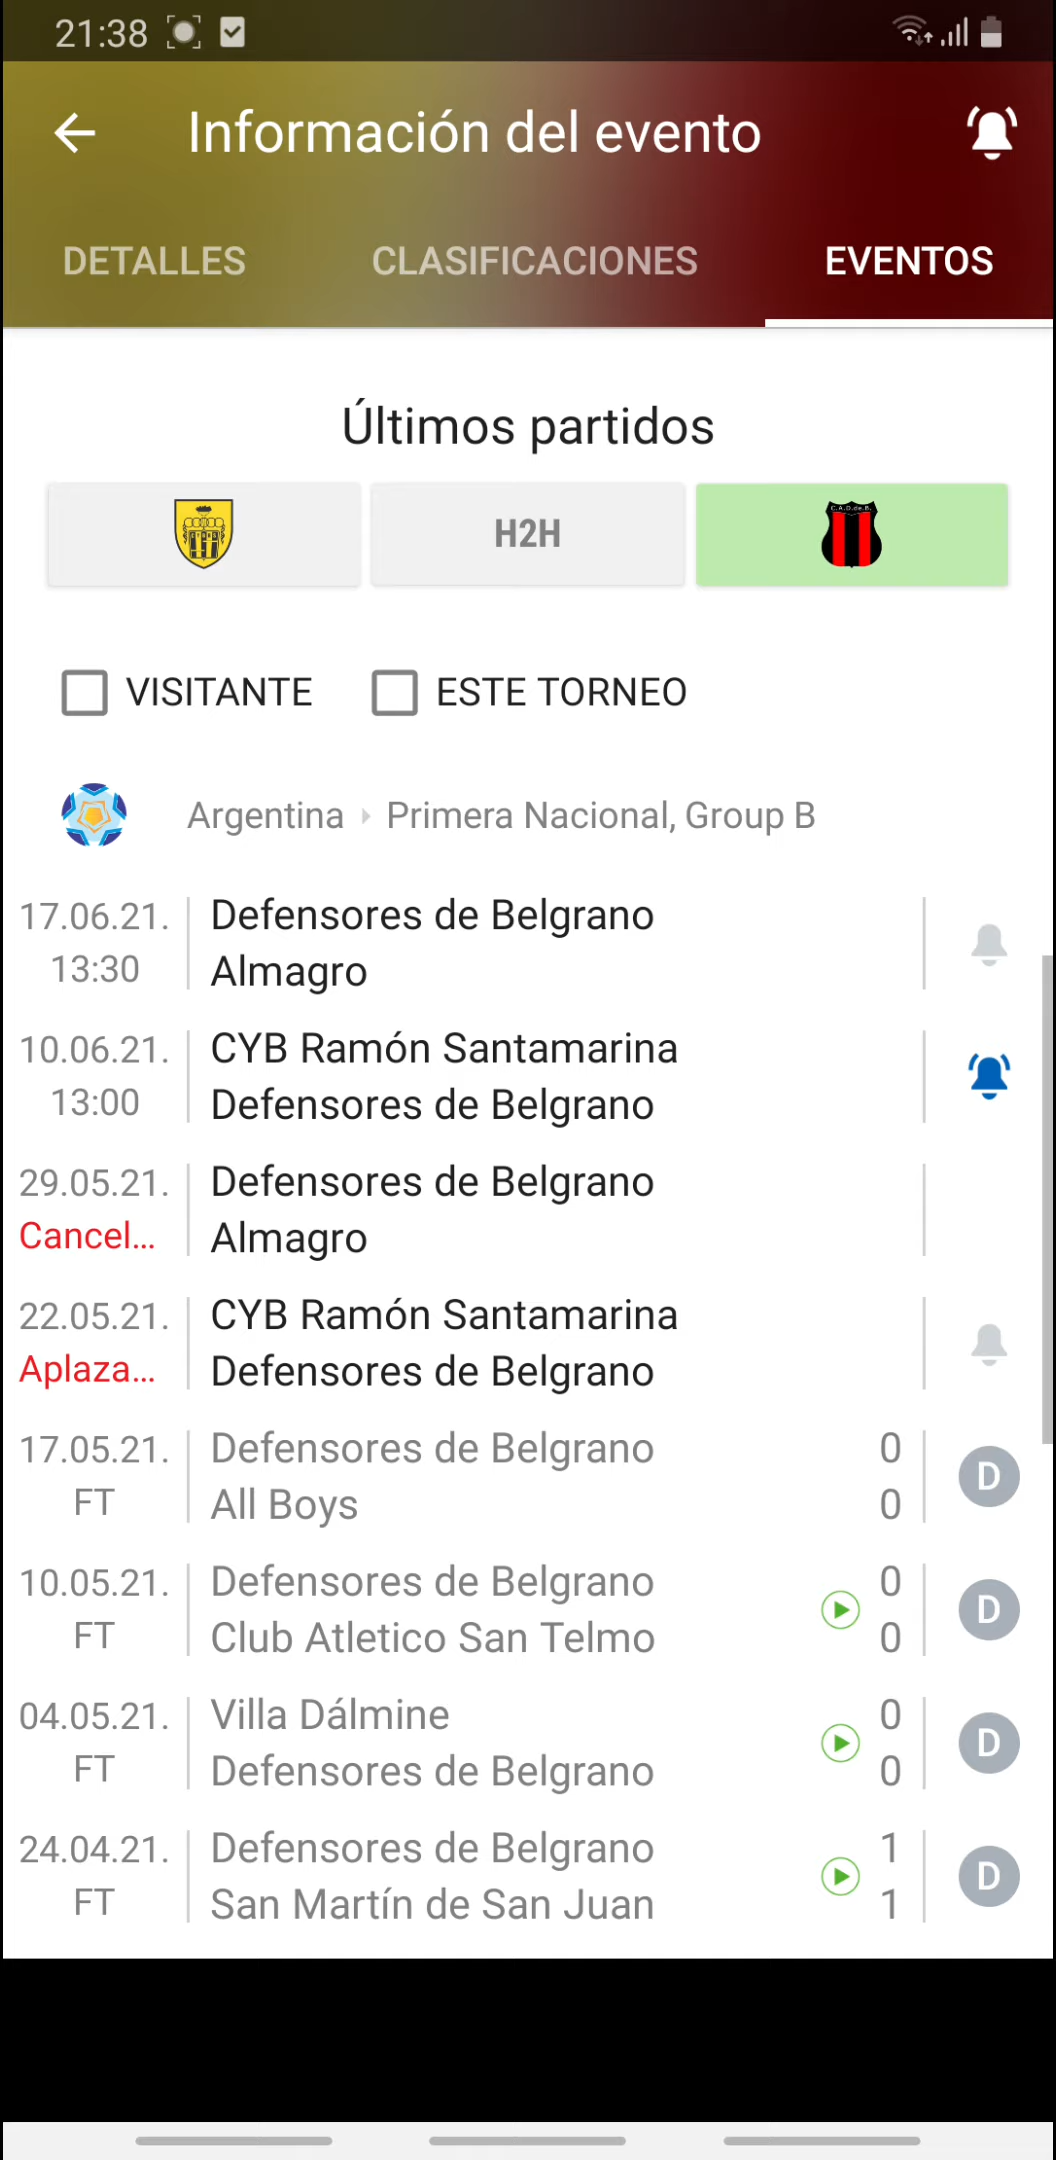 21:38
Información del evento
DETALLES CLASIFICACIONES EVENTOS
Últimos partidos
H2H
C.A.D.de.B.
VISITANTE ESTE TORNEO
Argentina Primera Nacional, Group B
17.06.21. Defensores de Belgrano
13:30 Almagro
10.06.21. CYB Ramón Santamarina
13:00 Defensores de Belgrano
29.05.21. Defensores de Belgrano
Cancel... Almagro
22.05.21. CYB Ramón Santamarina
Aplaza... Defensores de Belgrano
17.05.21. Defensores de Belgrano 0
FT All Boys 0 D
10.05.21. Defensores de Belgrano 0
FT Club Atletico San Telmo 0 D
04.05.21. Villa Dálmine 0
FT Defensores de Belgrano 0 D
24.04.21. Defensores de Belgrano 1
FT San Martín de San Juan 1 D